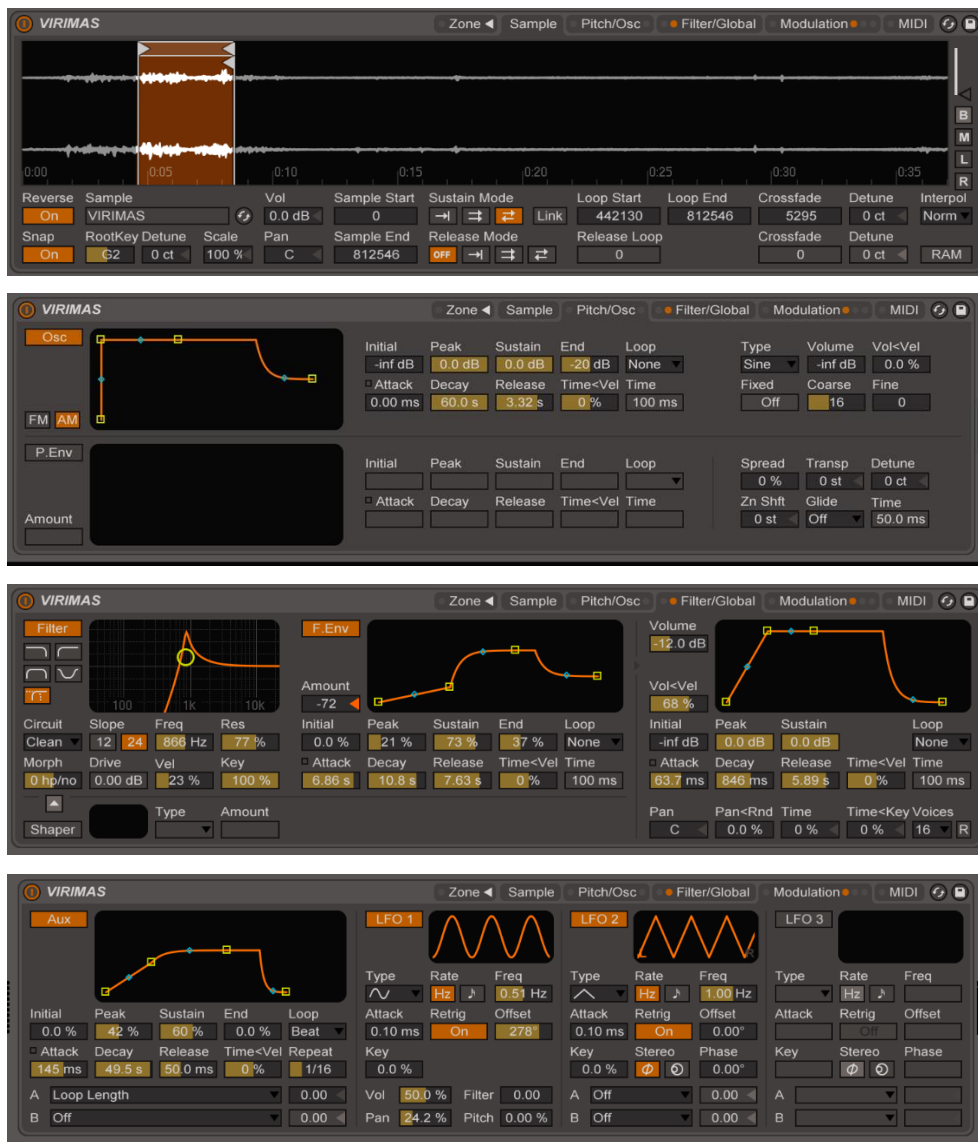 VIRIMAS Zone Sample Pitch/Osc Filter/Global Modulation MIDI
B
M
L
R
0:00 0:05 0:10 0:15 0:20 0:25 0:30 0:35
Reverse Sample Vol Sample Start Sustain Mode Loop Start Loop End Crossfade Detune Interpol
On VIRIMAS 0.0 dB 0 Link 442130 812546 5295 0 ct Norm
Snap RootKey Detune Scale Pan Sample End Release Mode Release Loop Crossfade Detune
On G2 0 ct 100 % C 812546 OFF 0 0 0 ct RAM
VIRIMAS Zone Sample Pitch/Osc Filter/Global Modulation MIDI
Osc
Initial Peak Sustain End Loop Type Volume Vol<Vel
-inf dB 0.0 dB 0.0 dB -20 dB None Sine -inf dB 0.0 %
Attack Decay Release Time<Vel Time Fixed Coarse Fine
0.00 ms 60.0 s 3.32 s 0 % 100 ms Off 16 0
FM AM
P.Env
Initial Peak Sustain End Loop Spread Transp Detune
0 % 0 st 0 ct
Attack Decay Release Time<Vel Time Zn Shft Glide Time
Amount 0 st Off 50.0 ms
VIRIMAS Zone Sample Pitch/Osc Filter/Global Modulation MIDI
Filter F.Env Volume
-12.0 dB
Amount Vol<Vel
100 1k 10k -72 68 %
Circuit Slope Freq Res Initial Peak Sustain End Loop Initial Peak Sustain Loop
Clean 12 24 866 Hz 77 % 0.0 % 21 % 73 % 37 % None -inf dB 0.0 dB 0.0 dB None
Morph Drive Vel Key Attack Decay Release Time<Vel Time Attack Decay Release Time<Vel Time
0 hp/no 0.00 dB 23 % 100 % 6.86 s 10.8 s 7.63 s 0 % 100 ms 63.7 ms 846 ms 5.89 s 0 % 100 ms
Type Amount Pan Pan<Rnd Time Time<Key Voices
Shaper C 0.0 % 0 % 0 % 16 R
VIRIMAS Zone Sample Pitch/Osc Filter/Global Modulation MIDI
Aux LFO 1 LFO 2 LFO 3
L R
Type Rate Freq Type Rate Freq Type Rate Freq
Hz 0.51 Hz Hz 1.00 Hz Hz
Initial Peak Sustain End Loop Attack Retrig Offset Attack Retrig Offset Attack Retrig Offset
0.0 % 42 % 60 % 0.0 % Beat 0.10 ms On 278° 0.10 ms On 0.00° Off
Attack Decay Release Time<Vel Repeat Key Key Stereo Phase Key Stereo Phase
145 ms 49.5 s 50.0 ms 0 % 1/16 0.0 % 0.0 % 0.00°
A Loop Length 0.00 Vol 50.0 % Filter 0.00 A Off 0.00 A
B Off 0.00 Pan 24.2 % Pitch 0.00 % B Off 0.00 B